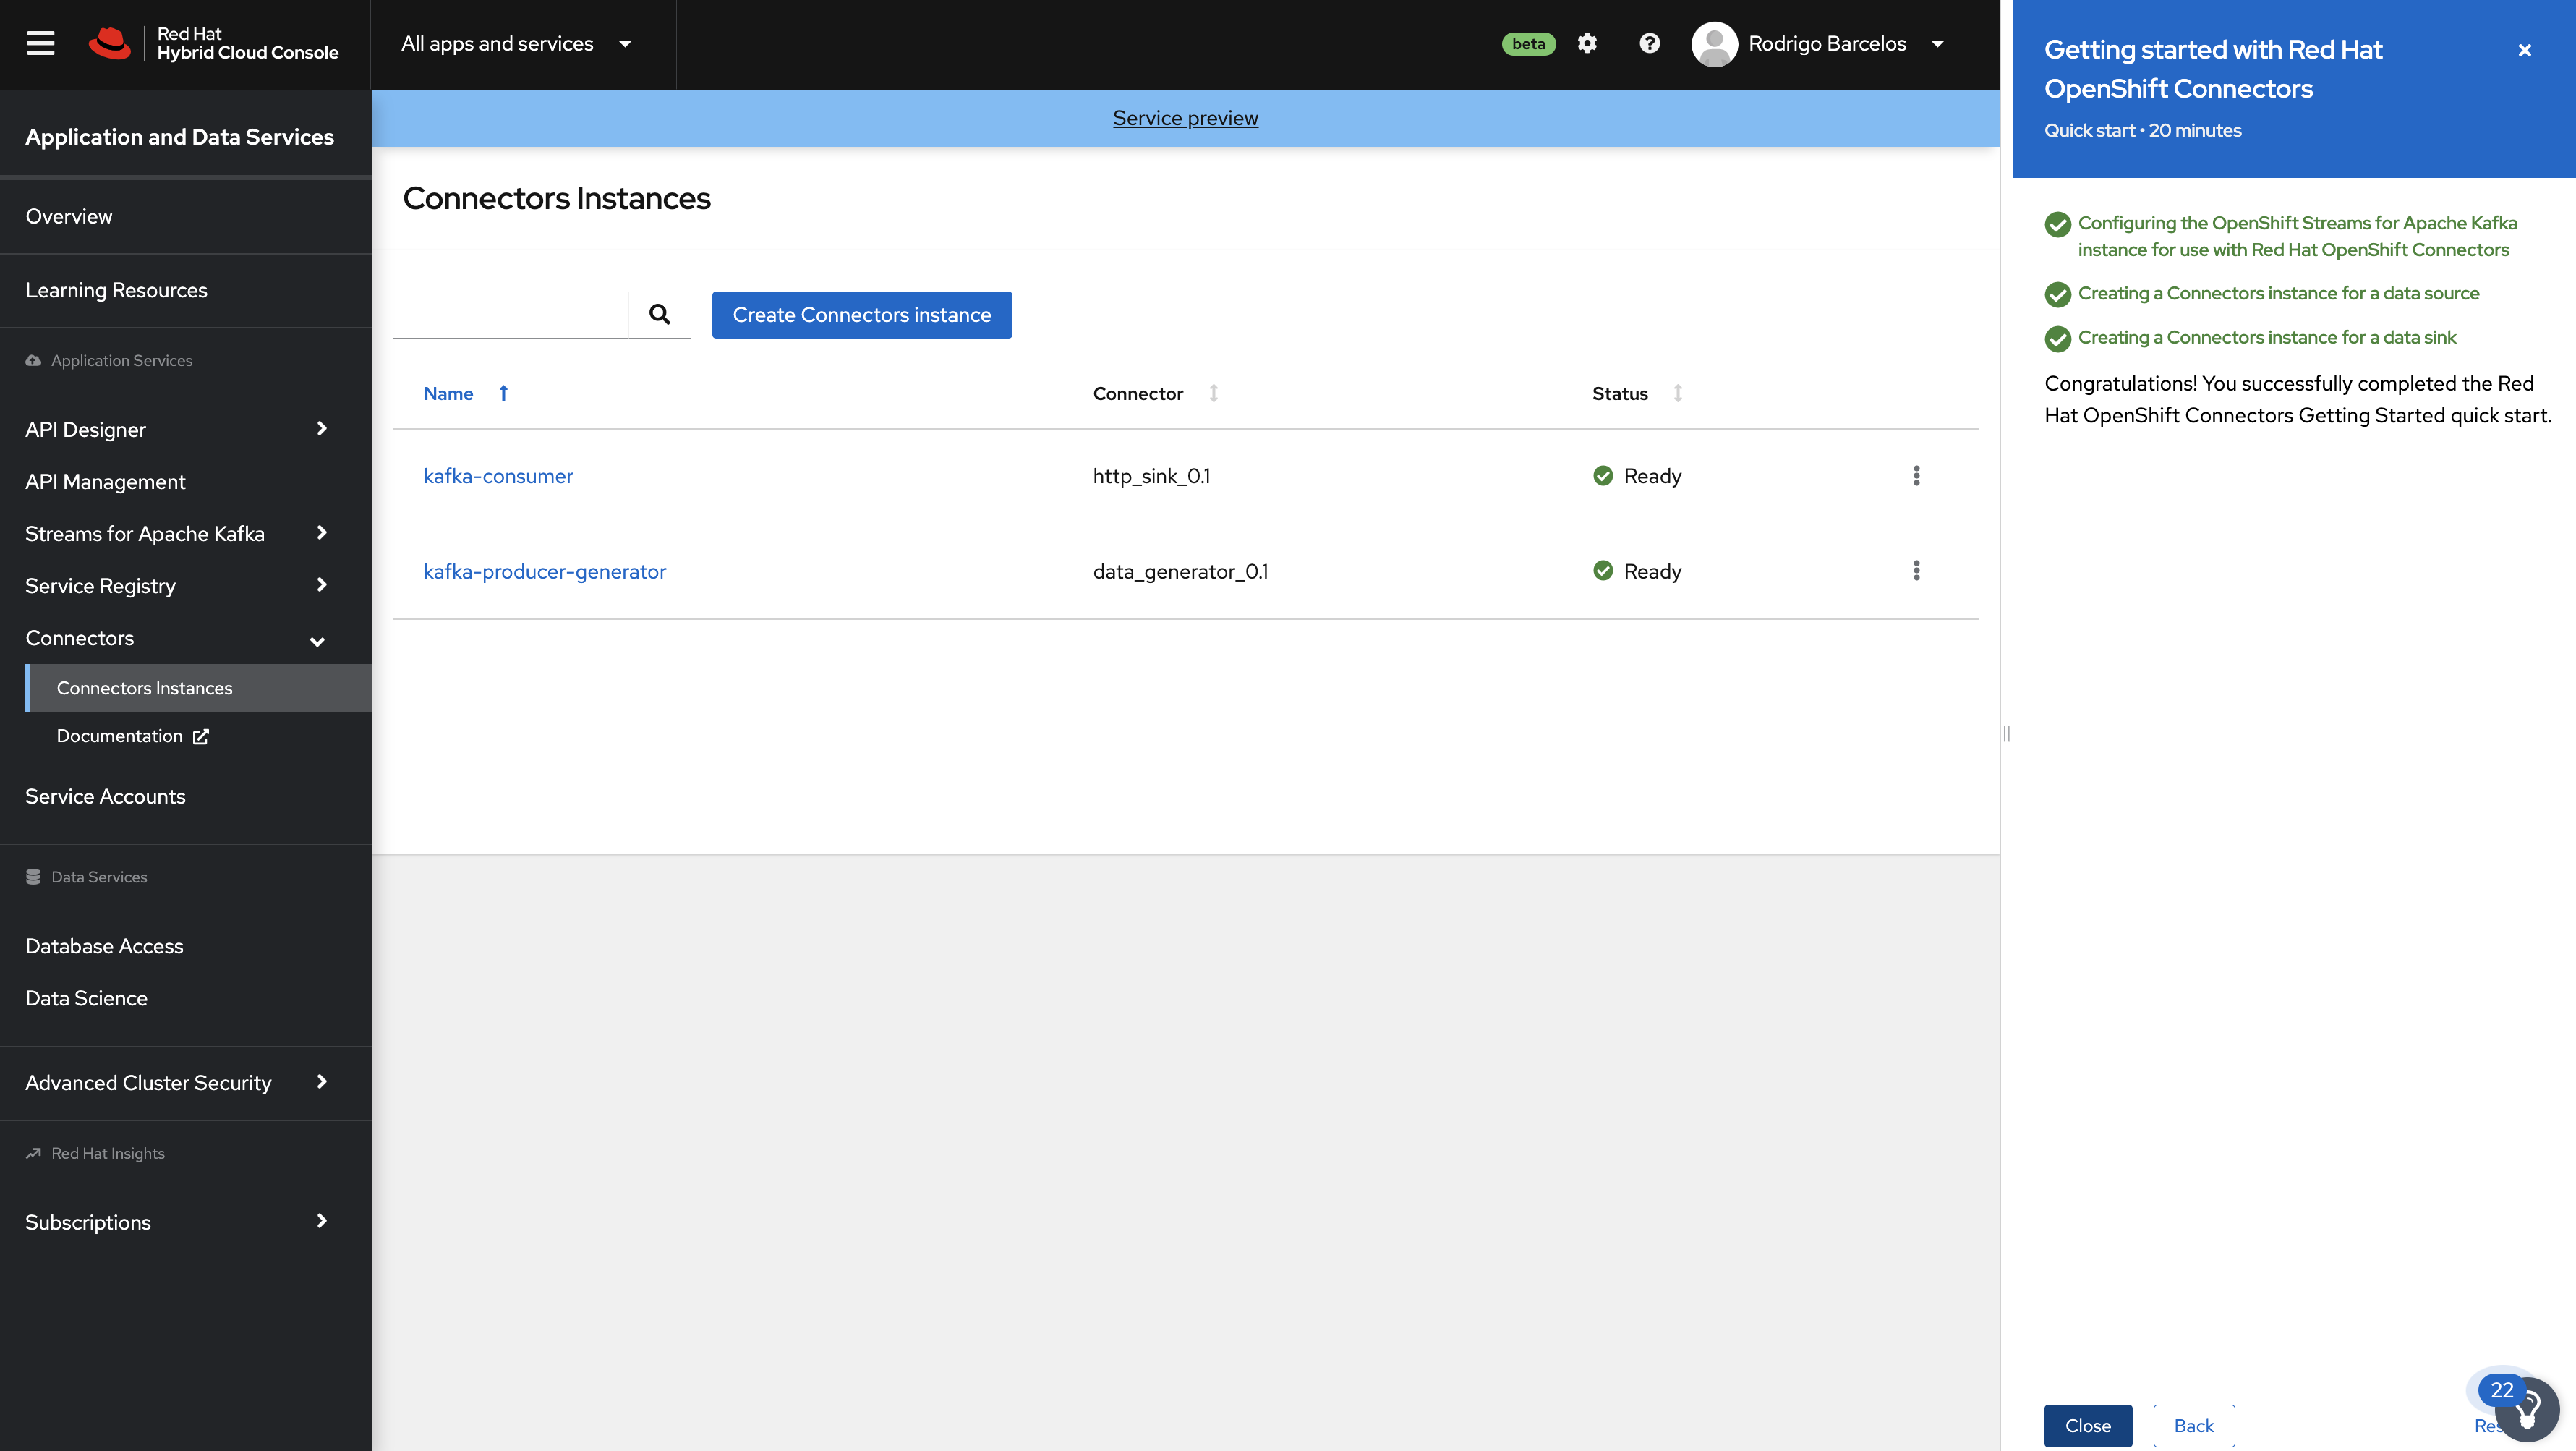 Red Hat
Hybrid Cloud Console
All apps and services
beta
Rodrigo Barcelos
Application and Data Services
Overview
Learning Resources
Application Services
API Designer
API Management
Streams for Apache Kafka
Service Registry
Connectors
Connectors Instances
Documentation
Service Accounts
Data Services
Database Access
Data Science
Advanced Cluster Security
Red Hat Insights
Subscriptions
Service preview
Connectors Instances
Create Connectors instance
Name Connector Status
kafka-consumer http_sink_0.1 Ready
kafka-producer-generator data_generator_0.1 Ready
Getting started with Red Hat
OpenShift Connectors
Quick start • 20 minutes
Configuring the OpenShift Streams for Apache Kafka
instance for use with Red Hat OpenShift Connectors
Creating a Connectors instance for a data source
Creating a Connectors instance for a data sink
Congratulations! You successfully completed the Red
Hat OpenShift Connectors Getting Started quick start.
22
Close Back